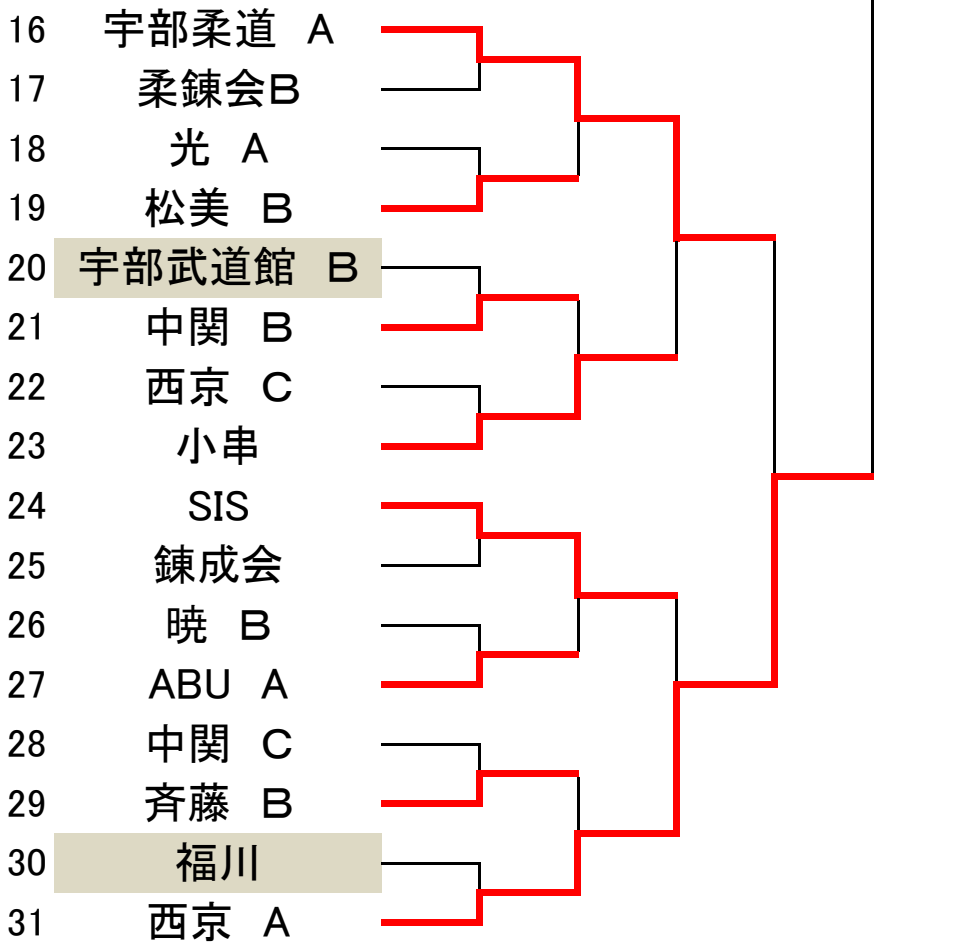 16 宇部柔道　A
17 柔錬会B
18 光　A
19 松美　B
20 宇部武道館　B
21 中関　B
22 西京　C
23 小串
24 SIS
25 錬成会
26 暁　B
27 ABU　A
28 中関　C
29 斉藤　B
30 福川
31 西京　A